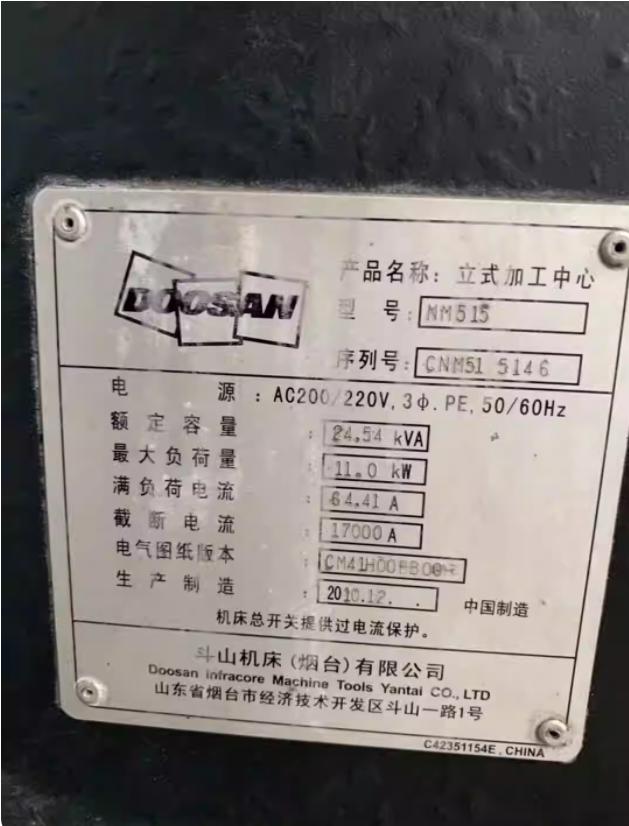 DOOSAN
产品名称: 立式加工中心
型 号: NM515
序列号: CNM51 5146
电 源 : AC200/220V, 3Φ. PE, 50/60Hz
额定容量 : 24.54 kVA
最大负荷量 : 11.0 kW
满负荷电流 : 64.41 A
截断电流 : 17000 A
电气图纸版本 :
生产制造 : 2010.12. . 中国制造
机床总开关提供过电流保护。
斗山机床(烟台)有限公司
Doosan infracore Machine Tools Yantai CO., LTD
山东省烟台市经济技术开发区斗山一路1号
C42351154E, CHINA